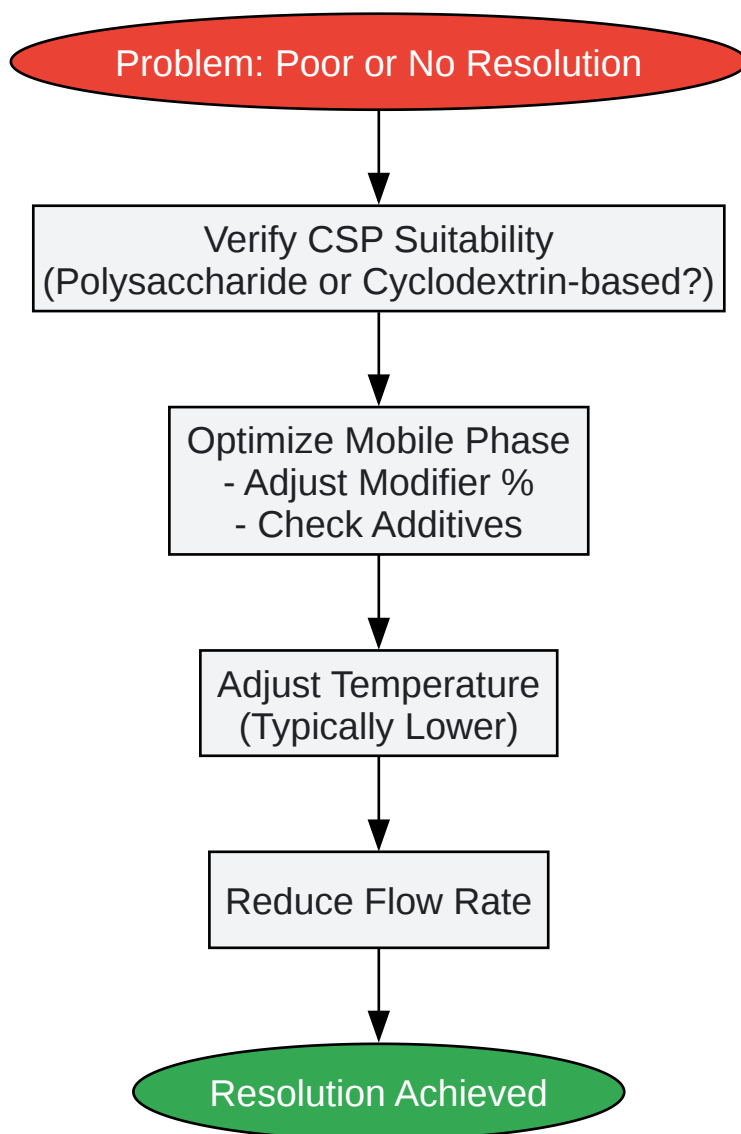 Problem: Poor or No Resolution
Verify CSP Suitability
(Polysaccharide or Cyclodextrin-based?)
Optimize Mobile Phase
- Adjust Modifier %
- Check Additives
Adjust Temperature
(Typically Lower)
Reduce Flow Rate
Resolution Achieved